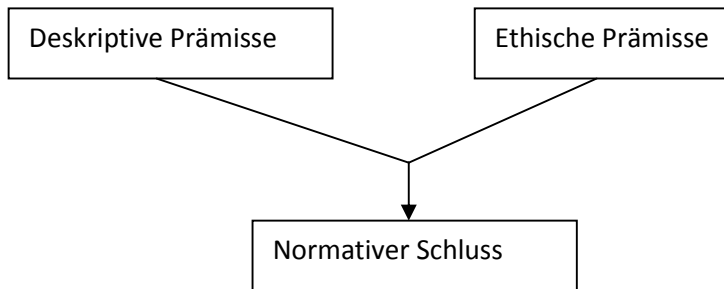 Deskriptive Prämisse
Ethische Prämisse
Normativer Schluss